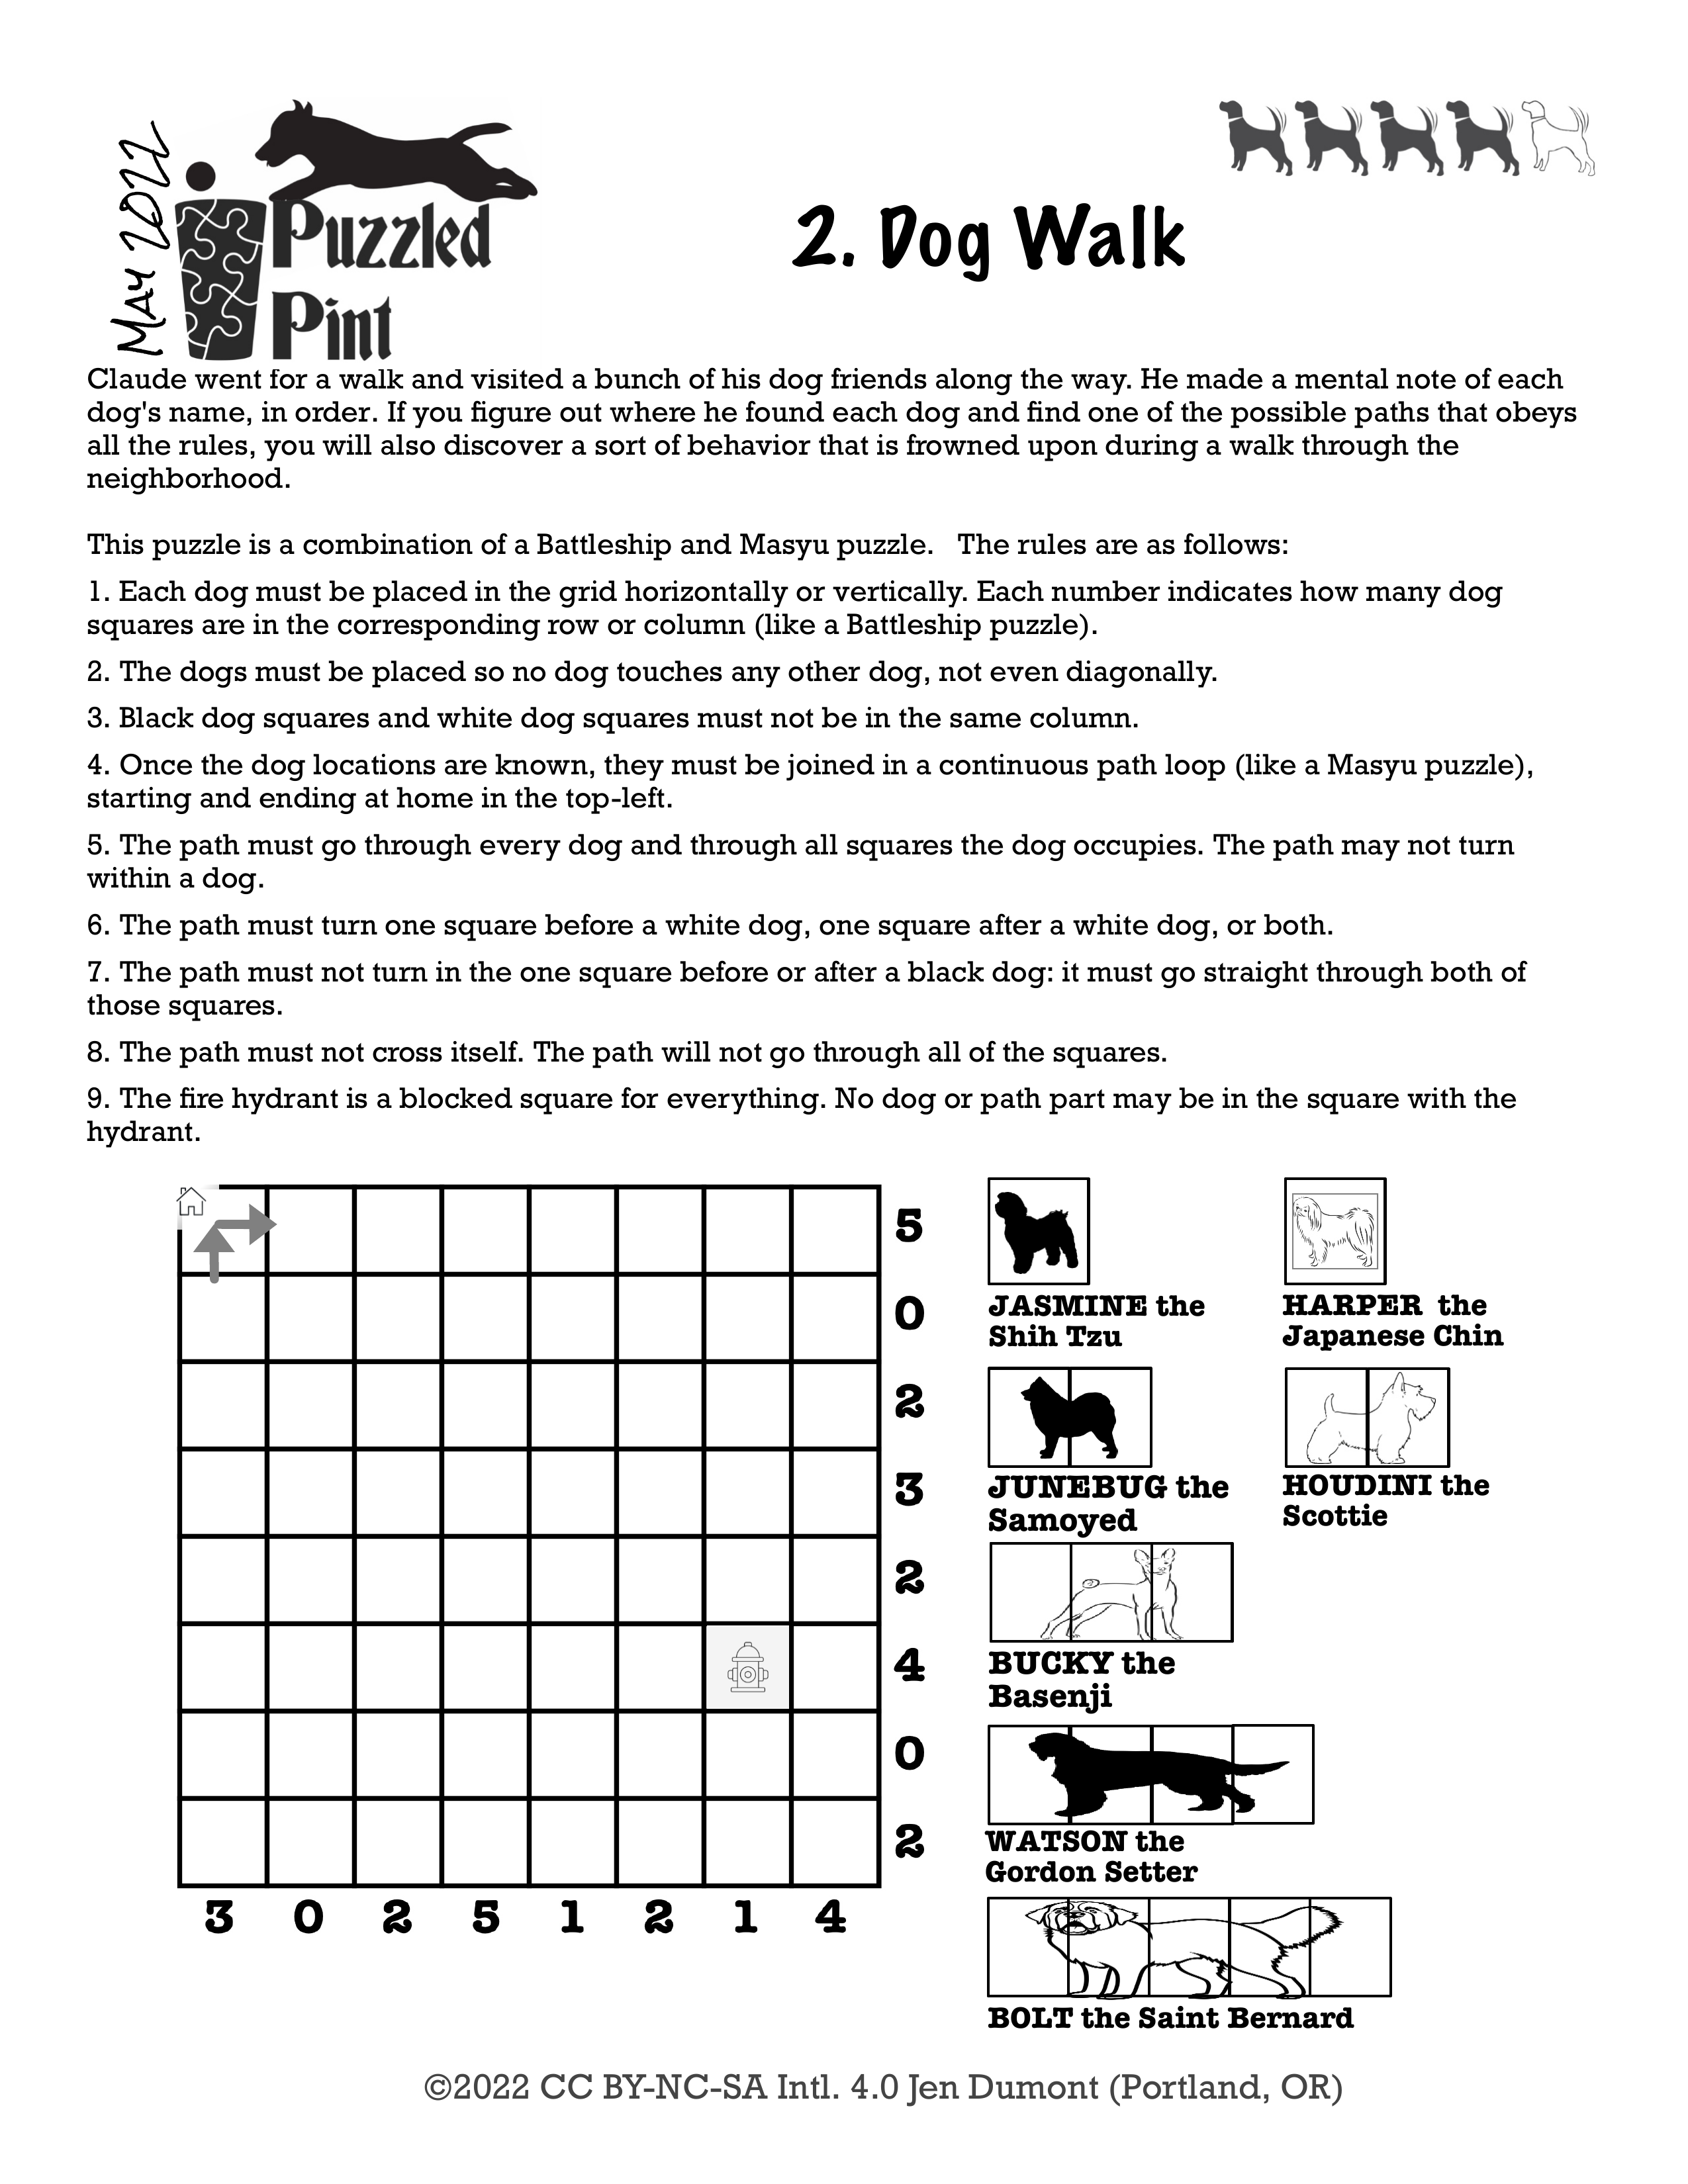 MAY 2022
Puzzled
Pint
2. Dog Walk
Claude went for a walk and visited a bunch of his dog friends along the way. He made a mental note of each
dog's name, in order. If you figure out where he found each dog and find one of the possible paths that obeys
all the rules, you will also discover a sort of behavior that is frowned upon during a walk through the
neighborhood.
This puzzle is a combination of a Battleship and Masyu puzzle. The rules are as follows:
1. Each dog must be placed in the grid horizontally or vertically. Each number indicates how many dog
squares are in the corresponding row or column (like a Battleship puzzle).
2. The dogs must be placed so no dog touches any other dog, not even diagonally.
3. Black dog squares and white dog squares must not be in the same column.
4. Once the dog locations are known, they must be joined in a continuous path loop (like a Masyu puzzle),
starting and ending at home in the top-left.
5. The path must go through every dog and through all squares the dog occupies. The path may not turn
within a dog.
6. The path must turn one square before a white dog, one square after a white dog, or both.
7. The path must not turn in the one square before or after a black dog: it must go straight through both of
those squares.
8. The path must not cross itself. The path will not go through all of the squares.
9. The fire hydrant is a blocked square for everything. No dog or path part may be in the square with the
hydrant.
5
0
2
3
2
4
0
2
3 0 2 5 1 2 1 4
JASMINE the
Shih Tzu
HARPER the
Japanese Chin
JUNEBUG the
Samoyed
HOUDINI the
Scottie
BUCKY the
Basenji
WATSON the
Gordon Setter
BOLT the Saint Bernard
©2022 CC BY-NC-SA Intl. 4.0 Jen Dumont (Portland, OR)